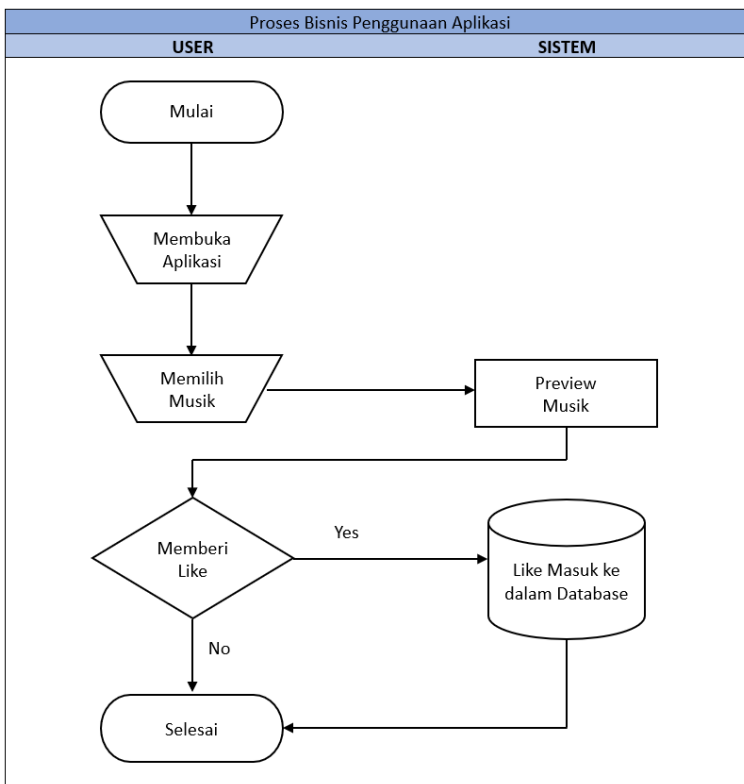 Proses Bisnis Penggunaan Aplikasi
USER
SISTEM
Mulai
Membuka
Aplikasi
Memilih
Musik
Preview
Musik
Memberi
Like
Yes
Like Masuk ke
dalam Database
No
Selesai